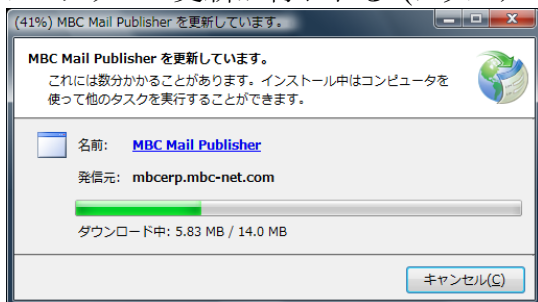 (41%) MBC Mail Publisher を更新しています。
MBC Mail Publisher を更新しています。
これには数分かかることがあります。インストール中はコンピュータを
使って他のタスクを実行することができます。
名前: MBC Mail Publisher
発信元: mbcerp.mbc-net.com
ダウンロード中: 5.83 MB / 14.0 MB
キャンセル(C)